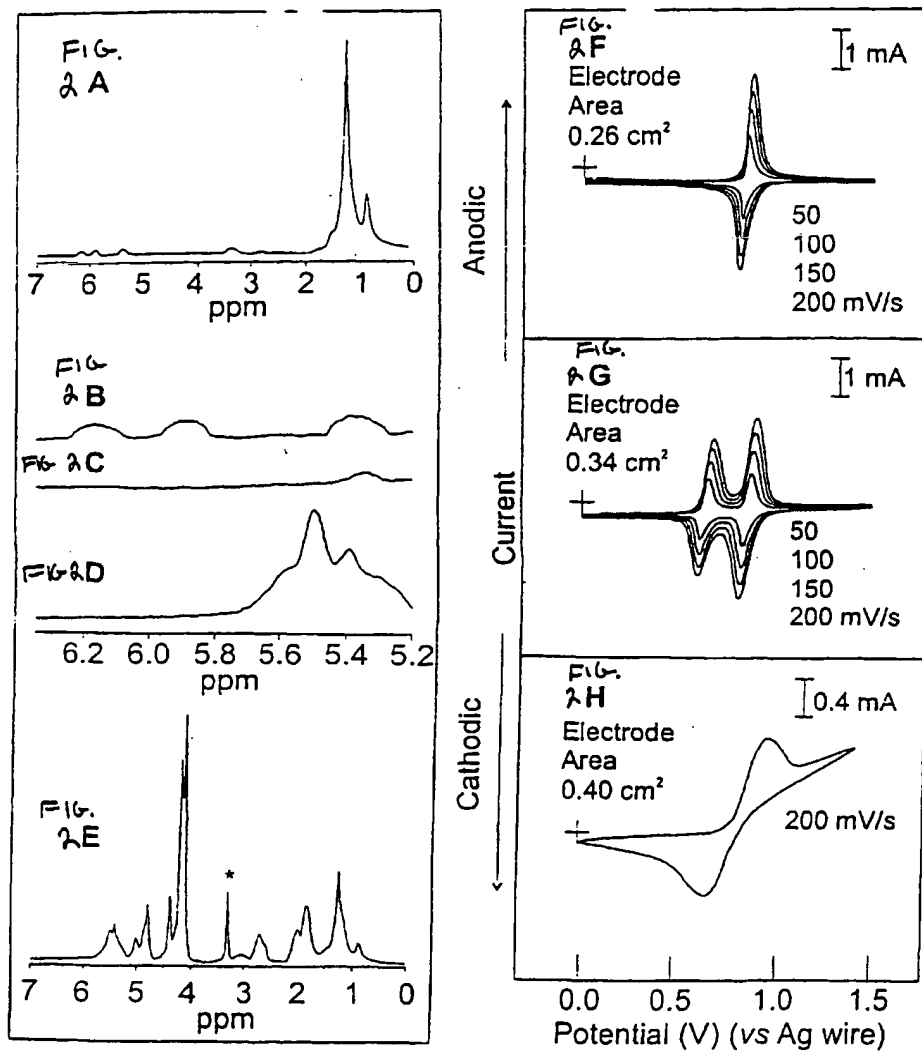 FIG.
2 A
7 6 5 4 3 2 1 0
ppm
FIG
2 B
FIG 2C
FIG 2D
6.2 6.0 5.8 5.6 5.4 5.2
ppm
FIG.
2E
*
7 6 5 4 3 2 1 0
ppm
Anodic
Current
Cathodic
FIG.
2F
Electrode
Area
0.26 cm²
1 mA
50
100
150
200 mV/s
FIG.
2G
Electrode
Area
0.34 cm²
1 mA
50
100
150
200 mV/s
FIG.
2H
Electrode
Area
0.40 cm²
0.4 mA
200 mV/s
0.0 0.5 1.0 1.5
Potential (V) (vs Ag wire)